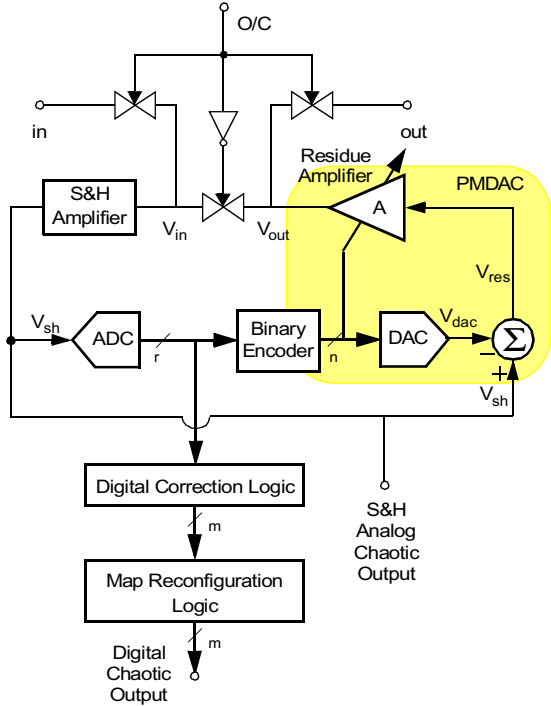 O/C
in
out
Residue
Amplifier
PMDAC
S&H
Amplifier
A
Vin
Vout
Vres
Vsh
ADC
r
Binary
Encoder
n
DAC
Vdac
Σ
−
+
Vsh
Digital Correction Logic
m
S&H
Analog
Chaotic
Output
Map Reconfiguration
Logic
m
Digital
Chaotic
Output